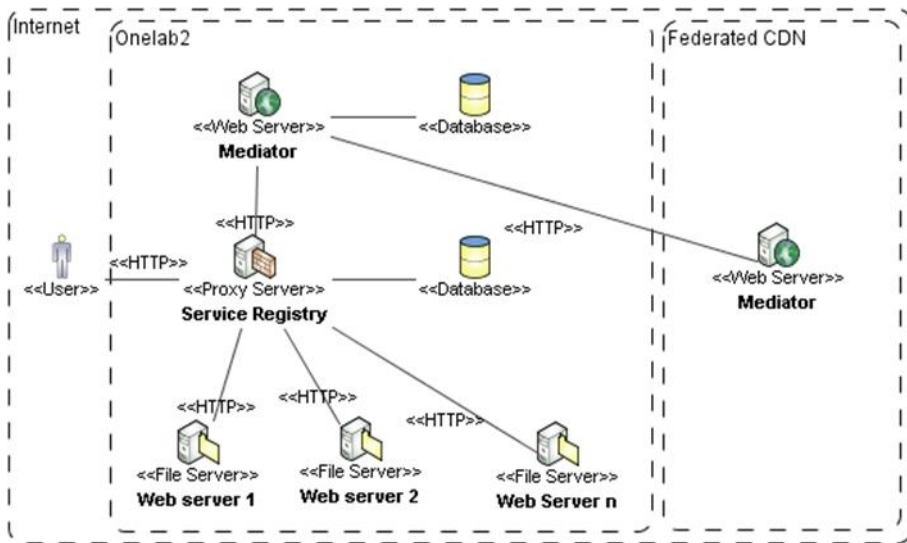 Internet
Onelab2
Federated CDN
<<Web Server>>
Mediator
<<Database>>
<<HTTP>>
<<HTTP>>
<<HTTP>>
<<User>>
<<Proxy Server>>
Service Registry
<<Database>>
<<Web Server>>
Mediator
<<HTTP>>
<<HTTP>>
<<HTTP>>
<<File Server>>
Web server 1
<<File Server>>
Web server 2
<<File Server>>
Web Server n